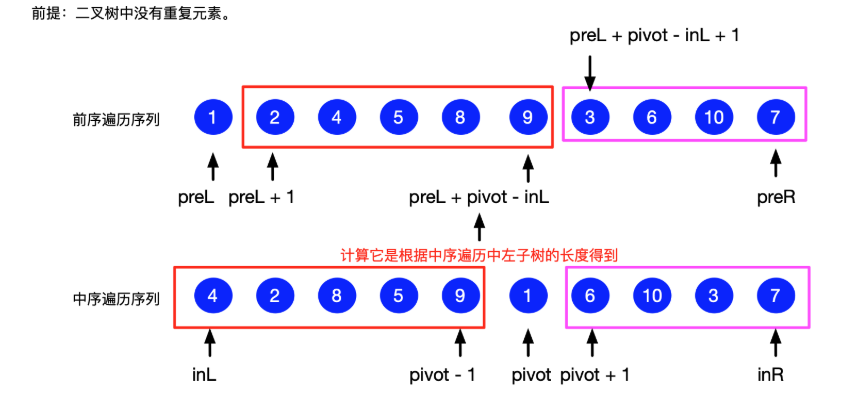 前提：二叉树中没有重复元素。
preL + pivot - inL + 1
前序遍历序列 1 2 4 5 8 9 3 6 10 7
preL preL + 1 preL + pivot - inL preR
计算它是根据中序遍历中左子树的长度得到
中序遍历序列 4 2 8 5 9 1 6 10 3 7
inL pivot - 1 pivot pivot + 1 inR